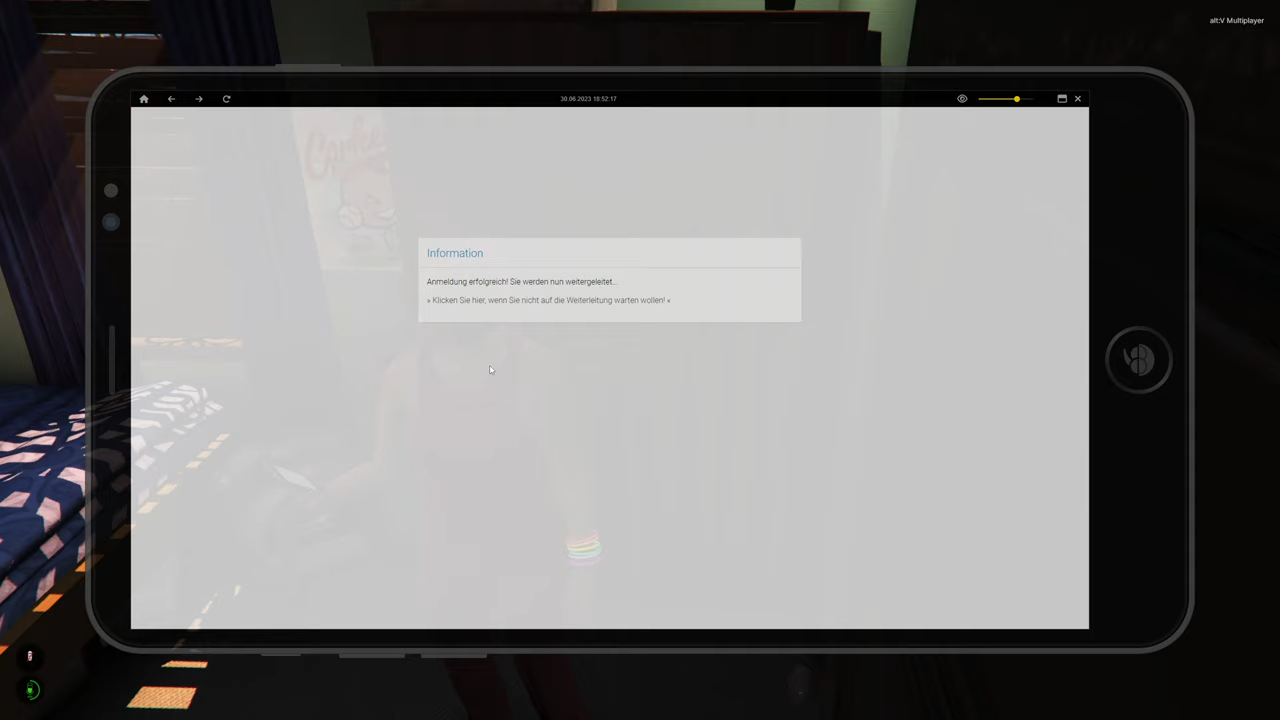 alt:V Multiplayer
30.06 2023 18:52:17
Information
Anmeldung erfolgreich! Sie werden nun weitergeleitet...
» Klicken Sie hier, wenn Sie nicht auf die Weiterleitung warten wollen! «